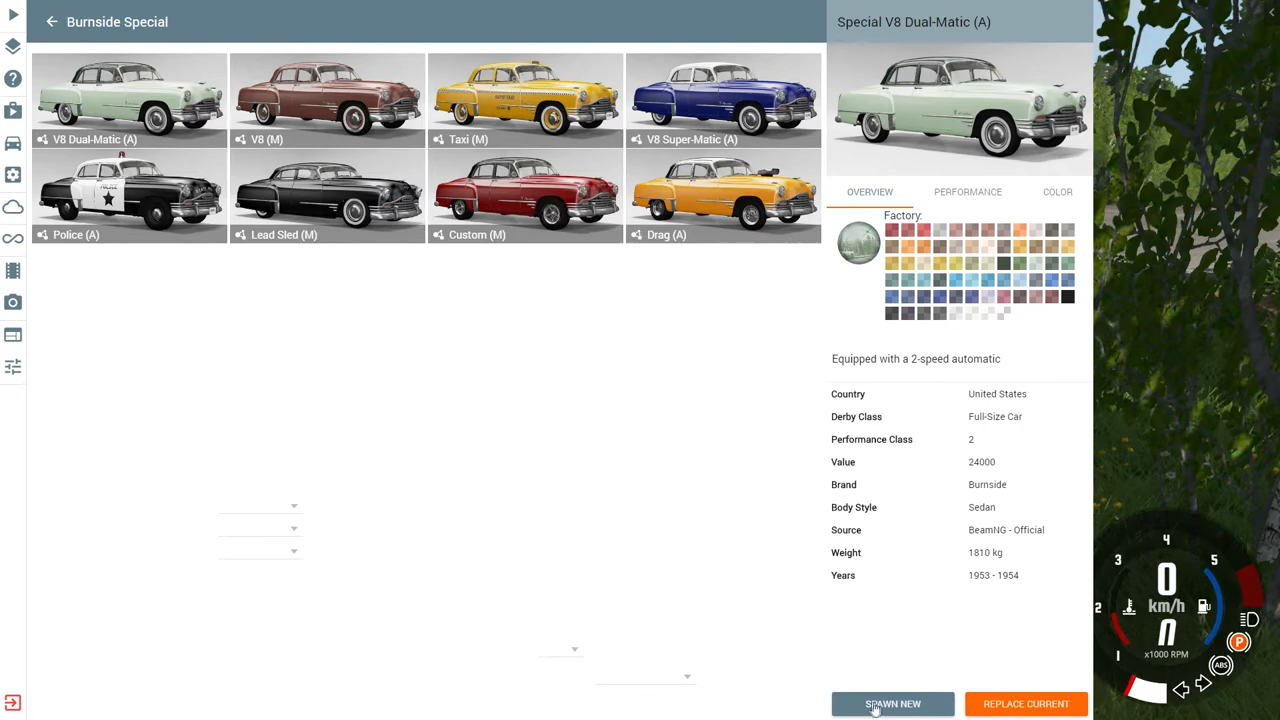 Burnside Special
Special V8 Dual-Matic (A)
V8 Dual-Matic (A)
V8 (M)
Taxi (M)
V8 Super-Matic (A)
POLICE
Police (A)
Lead Sled (M)
Custom (M)
Drag (A)
OVERVIEW
PERFORMANCE
COLOR
Factory:
Equipped with a 2-speed automatic
Country United States
Derby Class Full-Size Car
Performance Class 2
Value 24000
Brand Burnside
Body Style Sedan
Source BeamNG - Official
Weight 1810 kg
Years 1953 - 1954
SPAWN NEW
REPLACE CURRENT
1
2
3
4
5
0
km/h
n
x1000 RPM
P
ABS